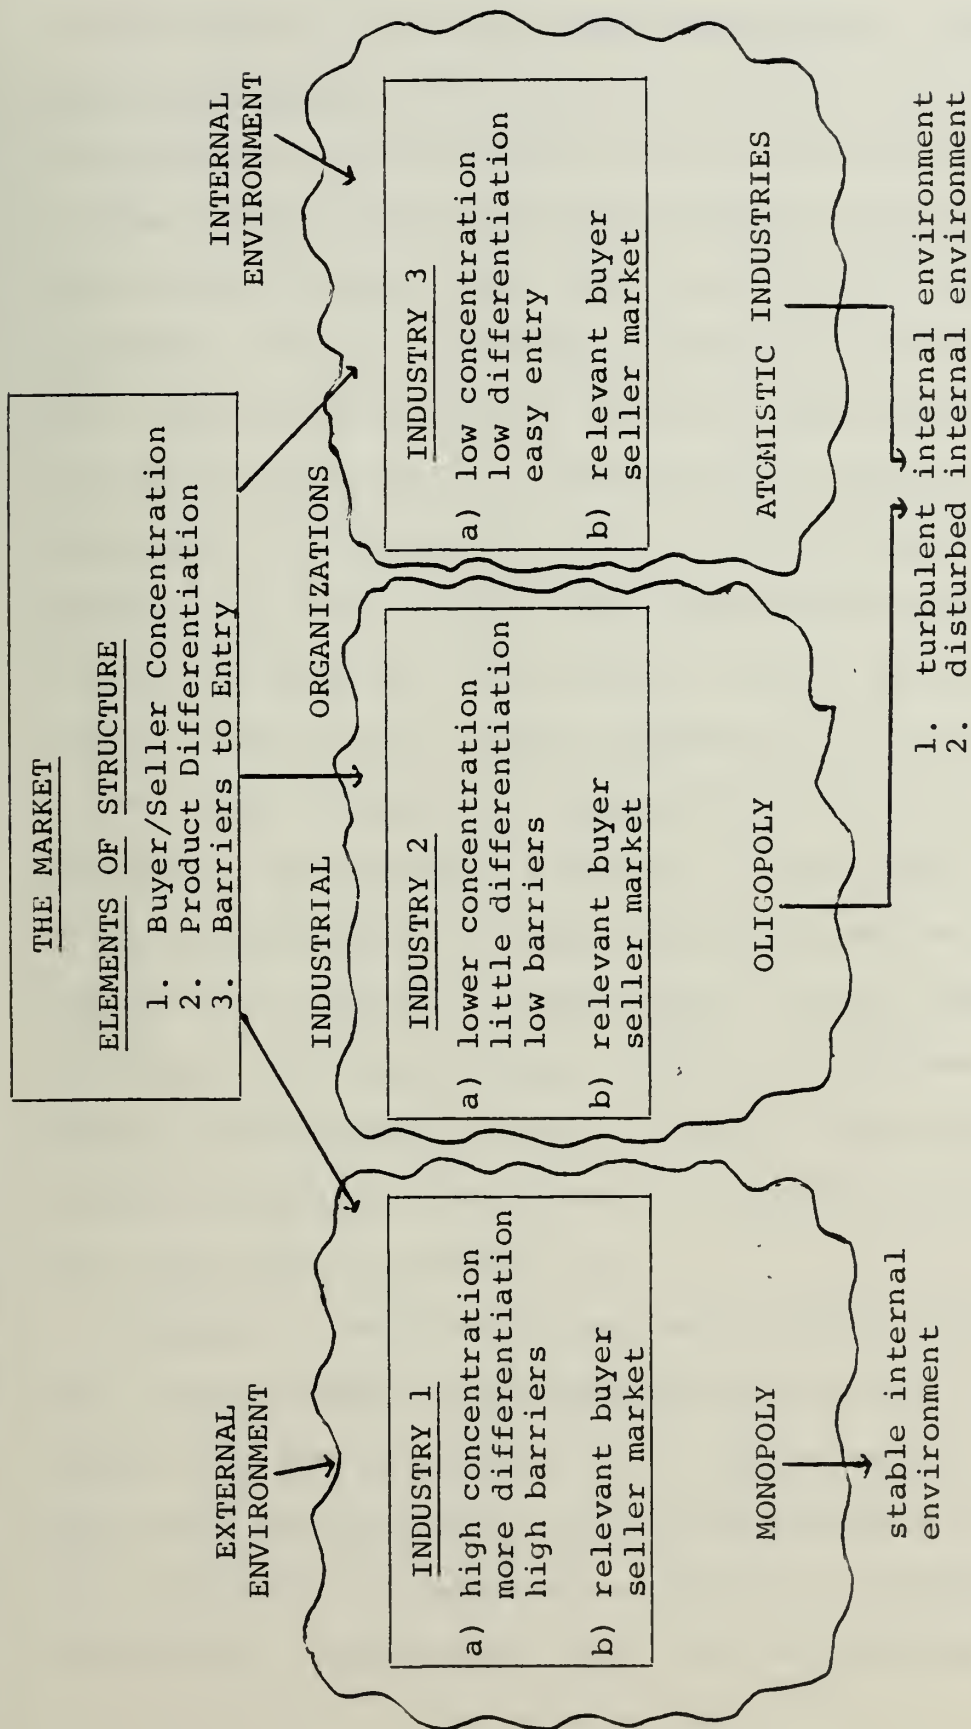 THE MARKET
ELEMENTS OF STRUCTURE
1. Buyer/Seller Concentration
2. Product Differentiation
3. Barriers to Entry
EXTERNAL
ENVIRONMENT
INDUSTRIAL ORGANIZATIONS
INTERNAL
ENVIRONMENT
INDUSTRY 1
a) high concentration
more differentiation
high barriers
b) relevant buyer
seller market
MONOPOLY
stable internal
environment
INDUSTRY 2
a) lower concentration
little differentiation
low barriers
b) relevant buyer
seller market
OLIGOPOLY
INDUSTRY 3
a) low concentration
low differentiation
easy entry
b) relevant buyer
seller market
ATOMISTIC INDUSTRIES
1. turbulent internal environment
2. disturbed internal environment